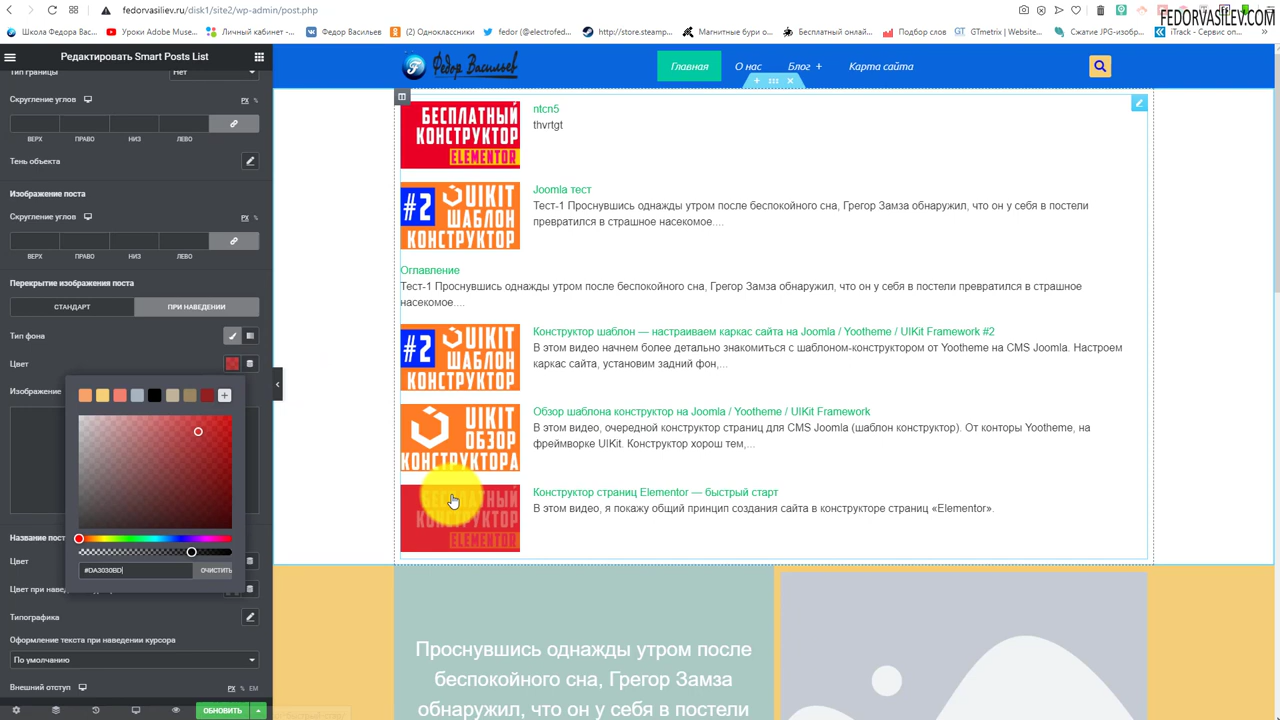 fedorvasiliev.ru/disk1/site2/wp-admin/post.php
FEDORVASILEV.COM
Школа Федора Ва...
Уроки Adobe Muse...
Личный кабинет -...
Федор Васильев
(2) Одноклассники
fedor (@electrofed...
http://store.steamp...
Магнитные буры о...
Бесплатный онлай...
Подбор слов
GTmetrix | Website...
Сжатие JPG-изобр...
iTrack - Сервис оп...
Редактировать Smart Posts List
Тип границы
Скругление углов
PX %
ВЕРХ ПРАВО НИЗ ЛЕВО
Тень объекта
Изображение поста
Скругление углов
PX %
ВЕРХ ПРАВО НИЗ ЛЕВО
Перекрытие изображения поста
СТАНДАРТ ПРИ НАВЕДЕНИИ
Тип фона
Цвет
Изображение
#DA3030BD
ОЧИСТИТЬ
Название пост
Цвет
Цвет при наве
Типографика
Оформление текста при наведении курсора
По умолчанию
Внешний отступ
PX % EM
ОБНОВИТЬ
Федор Васильев
Главная О нас Блог + Карта сайта
БЕСПЛАТНЫЙ
КОНСТРУКТОР
ELEMENTOR
ntcn5
thvrtgt
#2 UIKIT
ШАБЛОН
КОНСТРУКТОР
Joomla тест
Тест-1 Проснувшись однажды утром после беспокойного сна, Грегор Замза обнаружил, что он у себя в постели
превратился в страшное насекомое....
Оглавление
Тест-1 Проснувшись однажды утром после беспокойного сна, Грегор Замза обнаружил, что он у себя в постели превратился в страшное
насекомое....
#2 UIKIT
ШАБЛОН
КОНСТРУКТОР
Конструктор шаблон — настраиваем каркас сайта на Joomla / Yootheme / UIKit Framework #2
В этом видео начнем более детально знакомиться с шаблоном-конструктором от Yootheme на CMS Joomla. Настроем
каркас сайта, установим задний фон,...
UIKIT
ОБЗОР
КОНСТРУКТОРА
Обзор шаблона конструктор на Joomla / Yootheme / UIKit Framework
В этом видео, очередной конструктор страниц для CMS Joomla (шаблон конструктор). От конторы Yootheme, на
фреймворке UIKit. Конструктор хорош тем,...
БЕСПЛАТНЫЙ
КОНСТРУКТОР
ELEMENTOR
Конструктор страниц Elementor — быстрый старт
В этом видео, я покажу общий принцип создания сайта в конструкторе страниц «Elementor».
Проснувшись однажды утром после
беспокойного сна, Грегор Замза
обнаружил, что он у себя в постели